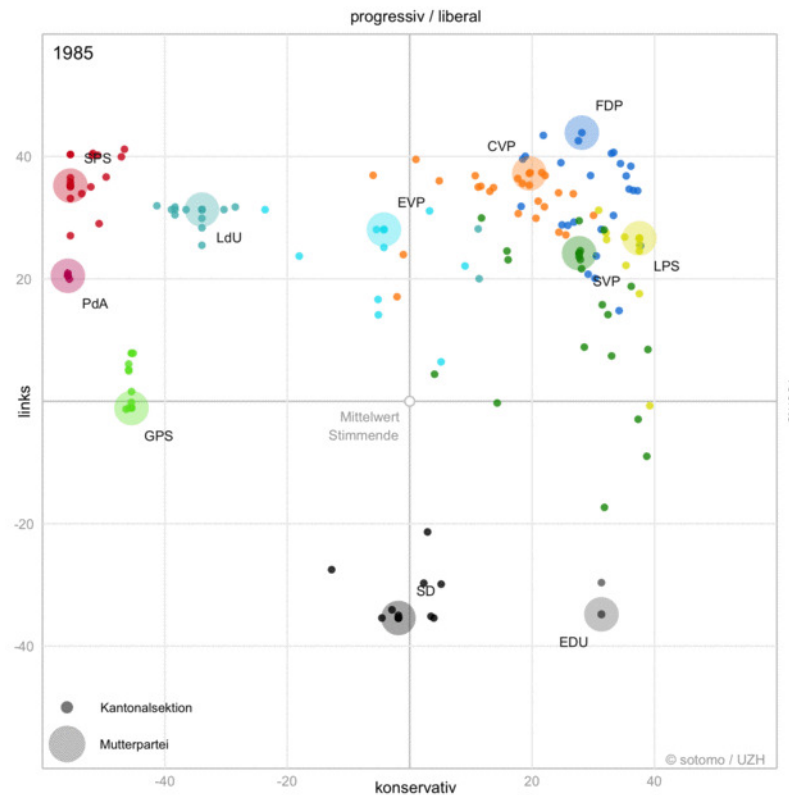 progressiv / liberal
1985
FDP
CVP
40
SPS
EVP
LdU
LPS
SVP
20
PdA
links
Mittelwert
Stimmende
GPS
-20
SD
EDU
-40
Kantonalsektion
Mutterpartei
© sotomo / UZH
-40
-20
20
40
konservativ